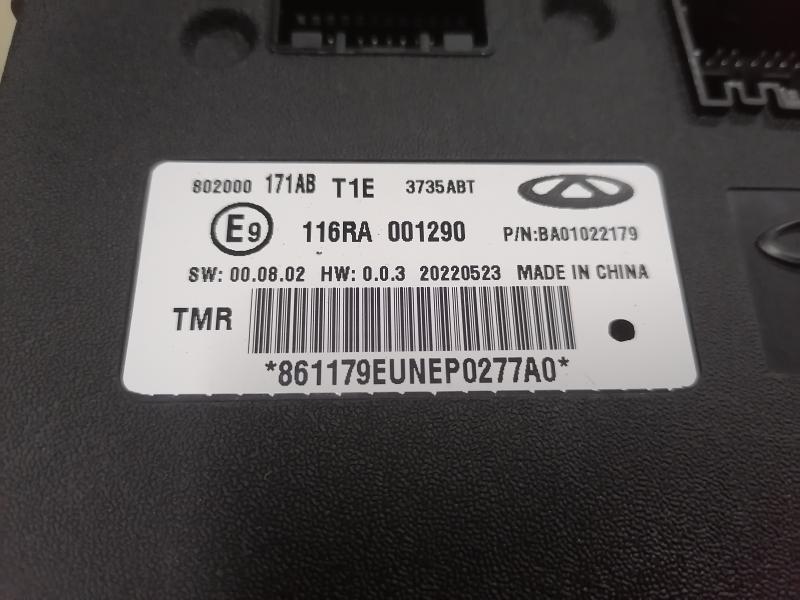 802000 171AB T1E 3735ABT
E9 116RA 001290 P/N:BA01022179
SW: 00.08.02 HW: 0.0.3 20220523 MADE IN CHINA
TMR
*861179EUNEP0277A0*